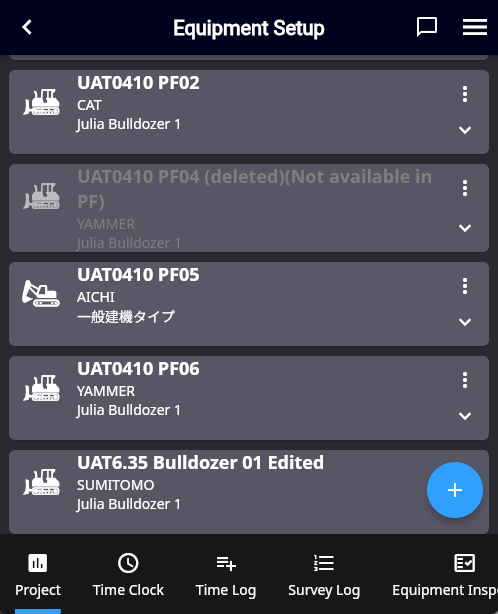 Equipment Setup
UAT0410 PF02
CAT
Julia Bulldozer 1
UAT0410 PF04 (deleted)(Not available in
PF)
YAMMER
Julia Bulldozer 1
UAT0410 PF05
AICHI
一般建機タイプ
UAT0410 PF06
YAMMER
Julia Bulldozer 1
UAT6.35 Bulldozer 01 Edited
SUMITOMO
Julia Bulldozer 1
Project
Time Clock
Time Log
Survey Log
Equipment Insp